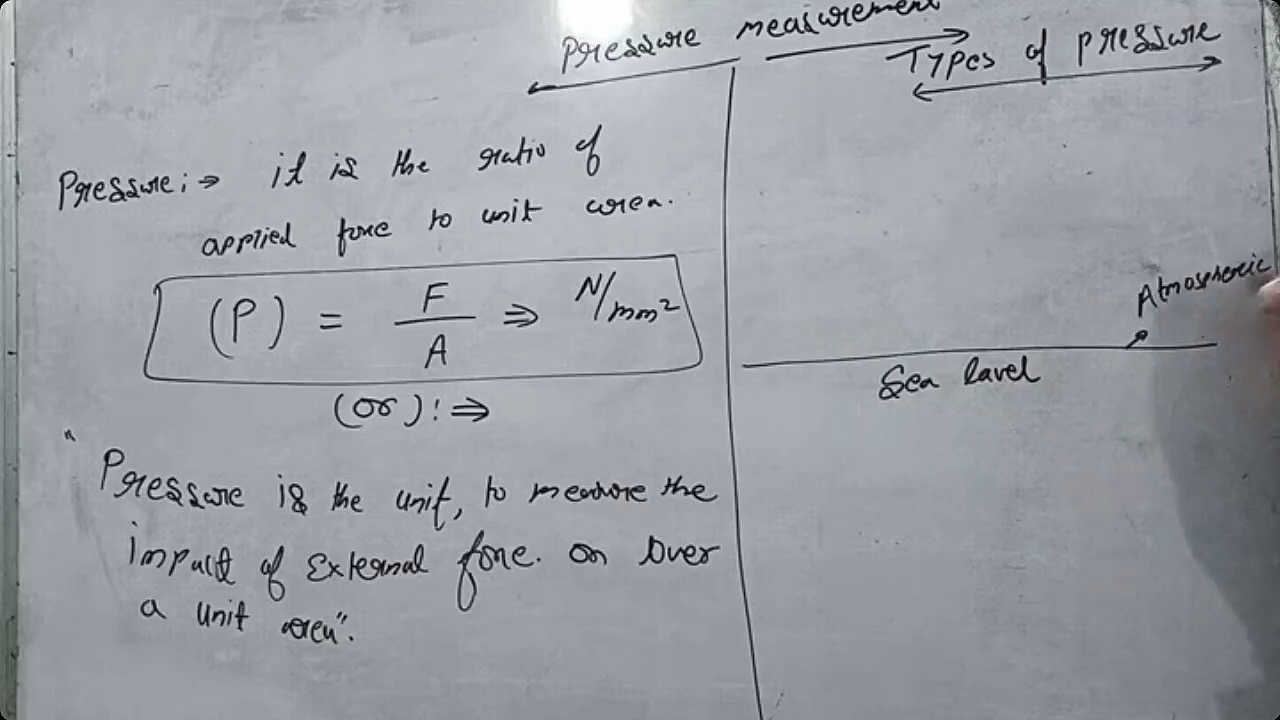 Pressure measurement
Types of pressure
Pressure: → it is the ratio of
applied force to unit area.
(P) = F/A ⇒ N/mm²
(or) : ⇒
"Pressure is the unit, to measure the
impact of External force. on over
a unit area".
Atmospheric
Sea lavel